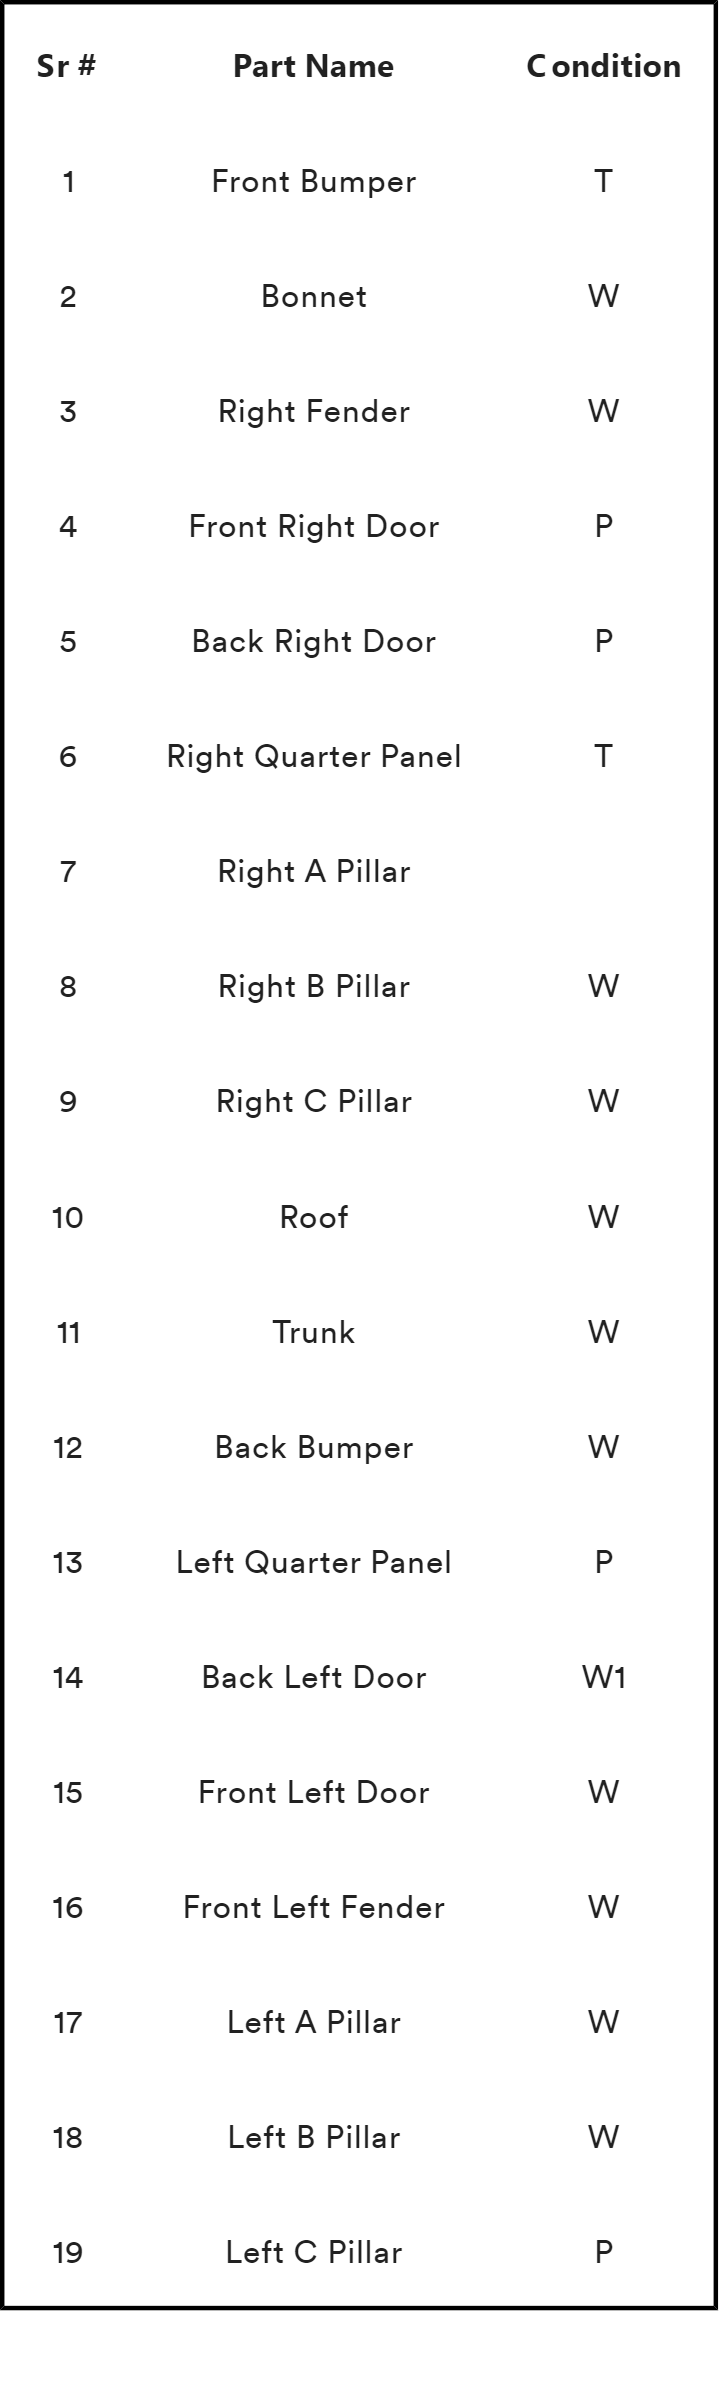 Sr # Part Name Condition
1 Front Bumper T
2 Bonnet W
3 Right Fender W
4 Front Right Door P
5 Back Right Door P
6 Right Quarter Panel T
7 Right A Pillar
8 Right B Pillar W
9 Right C Pillar W
10 Roof W
11 Trunk W
12 Back Bumper W
13 Left Quarter Panel P
14 Back Left Door W1
15 Front Left Door W
16 Front Left Fender W
17 Left A Pillar W
18 Left B Pillar W
19 Left C Pillar P